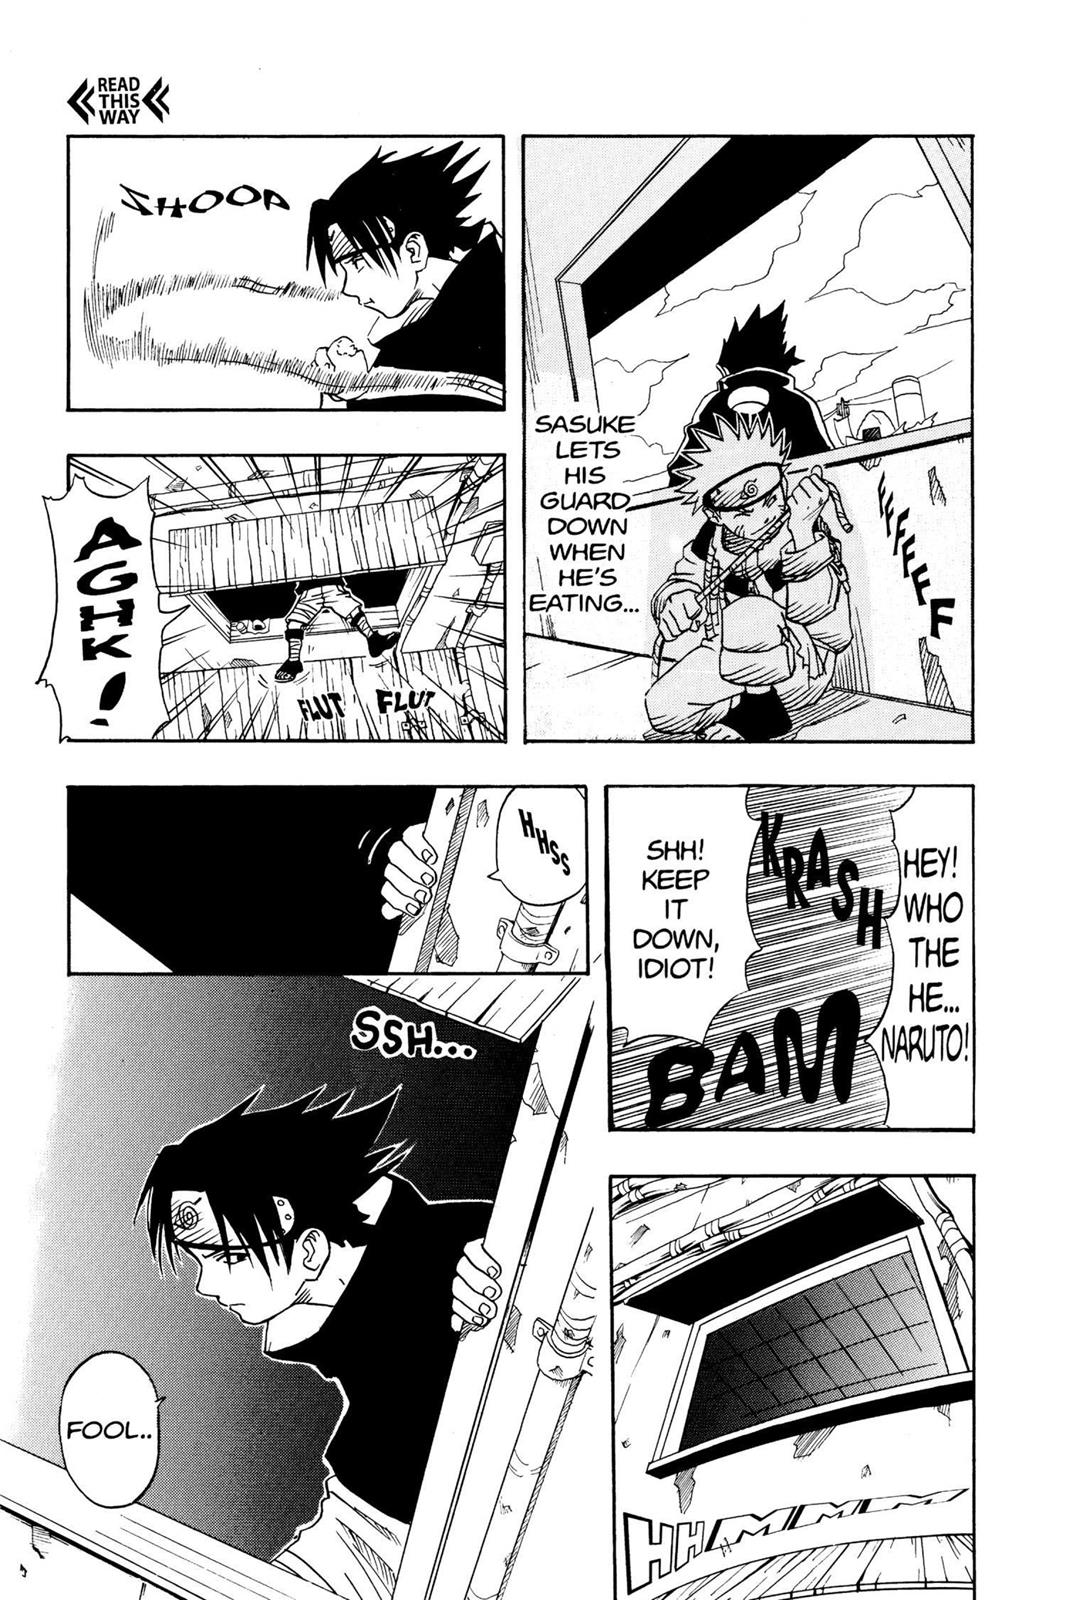 READ
THIS
WAY
SASUKE
LETS
HIS
GUARD
DOWN
WHEN
HE'S
EATING...
FFFFFFF
SHOOP
AGHK!
FLUT
FLUT
HEY!
WHO
THE
HE...
NARUTO!
KRASH
BAM
SHH!
KEEP
IT
DOWN,
IDIOT!
HHMMMM
HHSS
SSH...
FOOL..